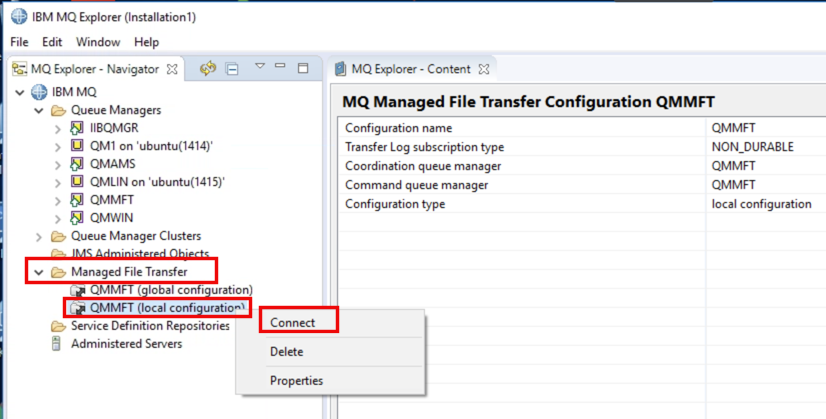 IBM MQ Explorer (Installation1)
File Edit Window Help
MQ Explorer - Navigator
IBM MQ
Queue Managers
IIBQMGR
QM1 on 'ubuntu(1414)'
QMAMS
QMLIN on 'ubuntu(1415)'
QMMFT
QMWIN
Queue Manager Clusters
JMS Administered Objects
Managed File Transfer
QMMFT (global configuration)
QMMFT (local configuration)
Service Definition Repositories
Administered Servers
Connect
Delete
Properties
MQ Explorer - Content
MQ Managed File Transfer Configuration QMMFT
Configuration name QMMFT
Transfer Log subscription type NON_DURABLE
Coordination queue manager QMMFT
Command queue manager QMMFT
Configuration type local configuration